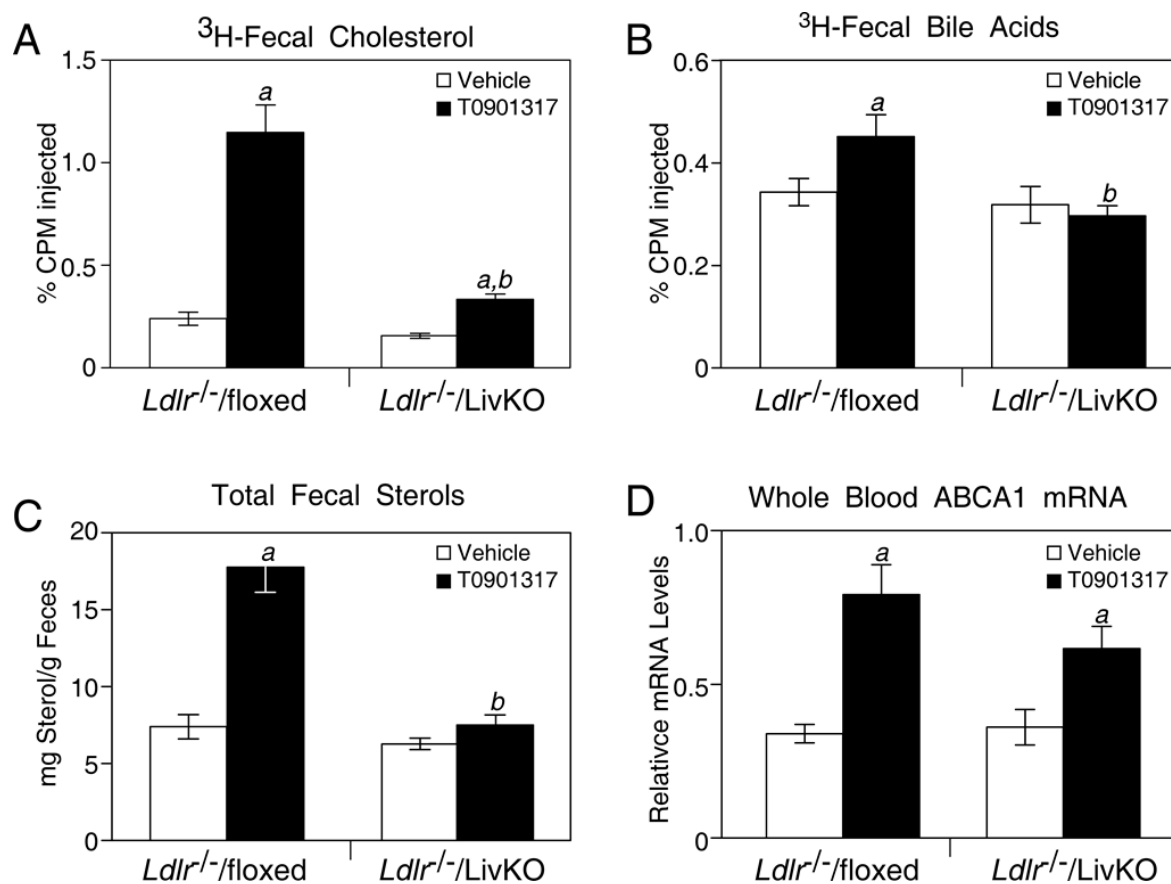 A
³H-Fecal Cholesterol
1.5
1.0
0.5
0
% CPM injected
Vehicle
T0901317
a
a,b
Ldlr⁻/⁻/floxed
Ldlr⁻/⁻/LivKO
B
³H-Fecal Bile Acids
0.6
0.4
0.2
0
% CPM injected
Vehicle
T0901317
a
b
Ldlr⁻/⁻/floxed
Ldlr⁻/⁻/LivKO
C
Total Fecal Sterols
20
15
10
5
0
mg Sterol/g Feces
Vehicle
T0901317
a
b
Ldlr⁻/⁻/floxed
Ldlr⁻/⁻/LivKO
D
Whole Blood ABCA1 mRNA
1.0
0.5
0
Relativce mRNA Levels
Vehicle
T0901317
a
a
Ldlr⁻/⁻/floxed
Ldlr⁻/⁻/LivKO